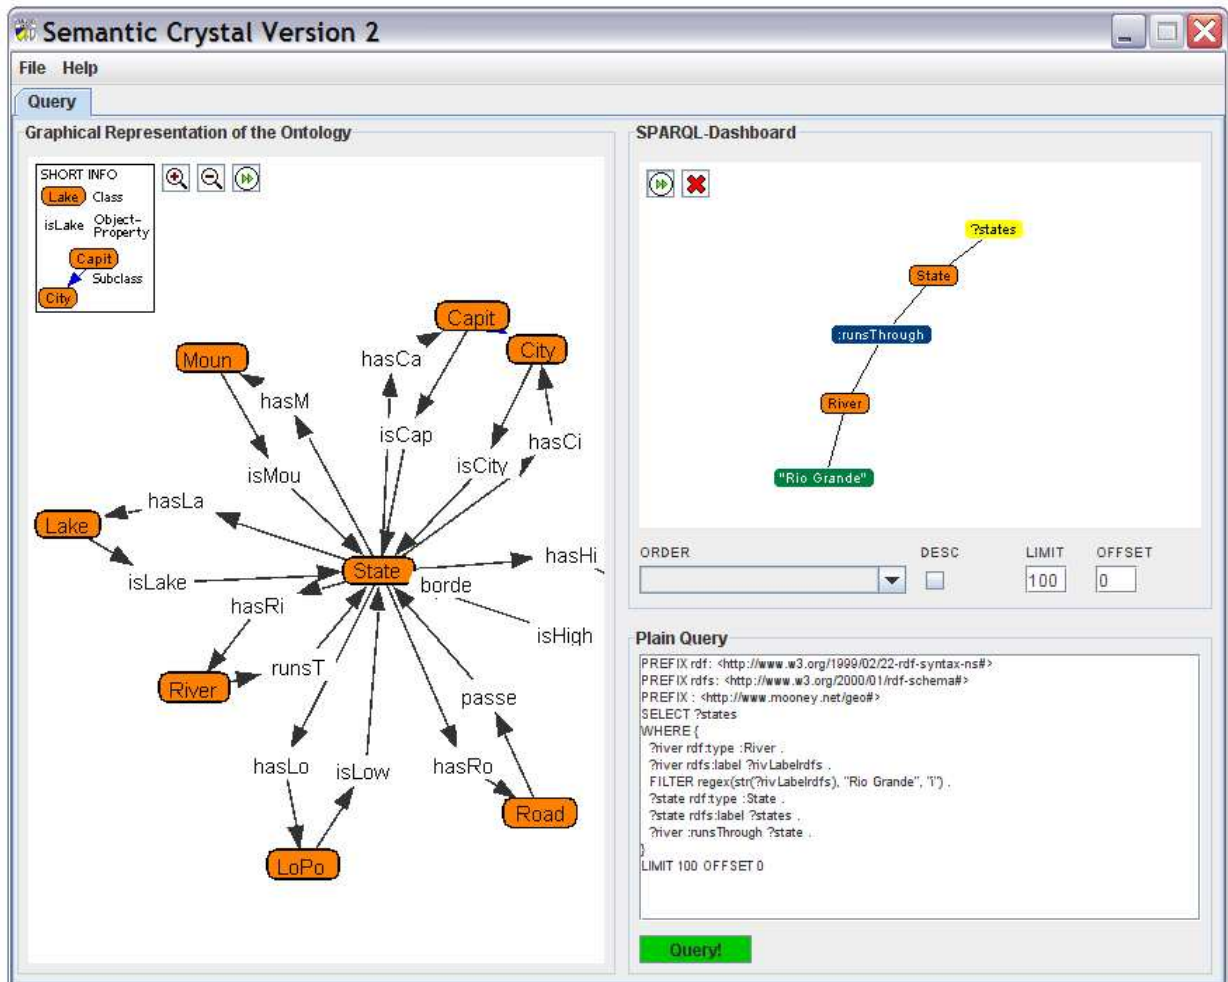 Semantic Crystal Version 2
File Help
Query
Graphical Representation of the Ontology
SHORT INFO
Lake Class
isLake Object-
Property
Capit
Subclass
City
Capit
City
hasCa
Moun
hasM
isCap
hasCi
isCity
isMou
hasLa
Lake
hasHi
State
isLake
borde
hasRi
isHigh
runsT
River
passe
hasLo
isLow
hasRo
Road
LoPo
SPARQL-Dashboard
?states
State
:runsThrough
River
"Rio Grande"
ORDER DESC LIMIT OFFSET
100 0
Plain Query
PREFIX rdf: <http://www.w3.org/1999/02/22-rdf-syntax-ns#>
PREFIX rdfs: <http://www.w3.org/2000/01/rdf-schema#>
PREFIX : <http://www.mooney.net/geo#>
SELECT ?states
WHERE {
?river rdf:type :River .
?river rdfs:label ?rivLabelrdfs .
FILTER regex(str(?rivLabelrdfs), "Rio Grande", "i") .
?state rdf:type :State .
?state rdfs:label ?states .
?river :runsThrough ?state .
}
LIMIT 100 OFFSET 0
Query!